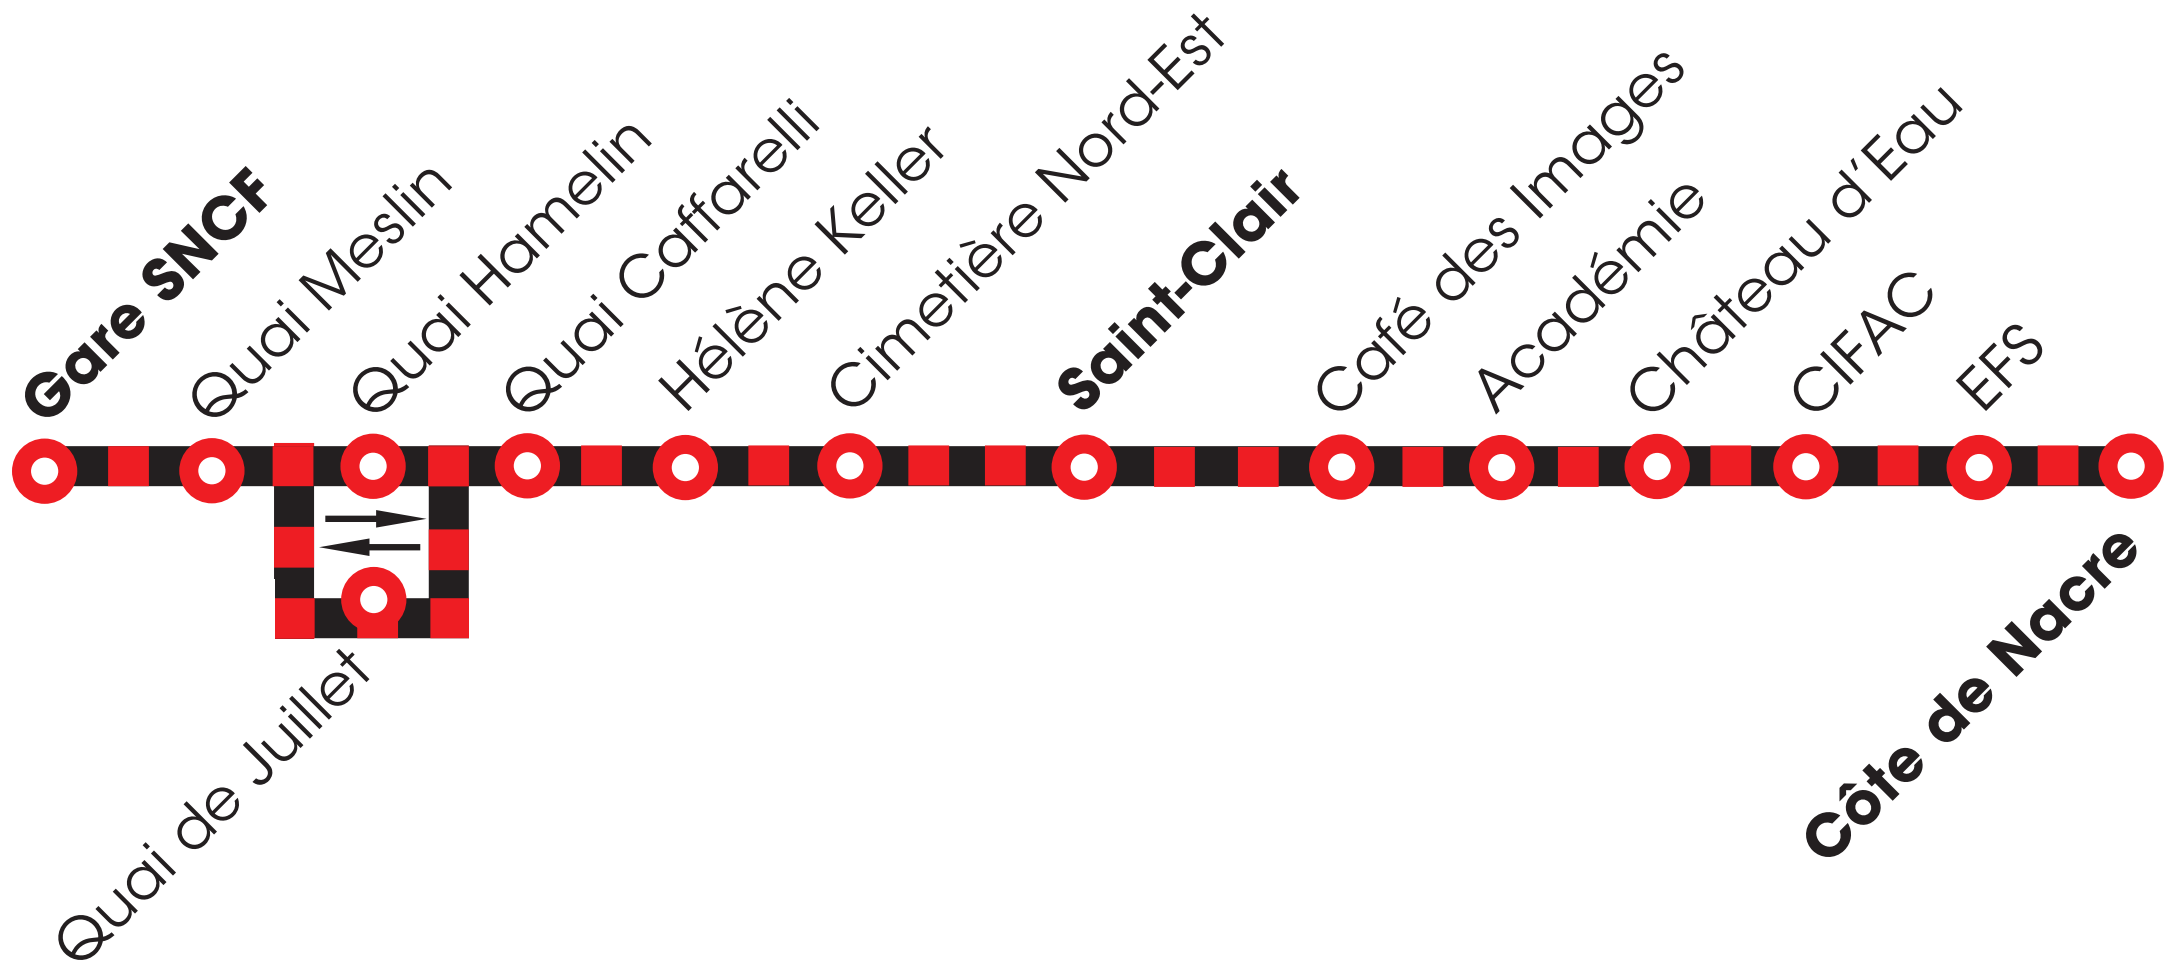 Gare SNCF
Quai Meslin
Quai Hamelin
Quai Caffarelli
Hélène Keller
Cimetière Nord-Est
Saint-Clair
Café des Images
Académie
Château d'Eau
CIFAC
EFS
Côte de Nacre
Quai de Juillet